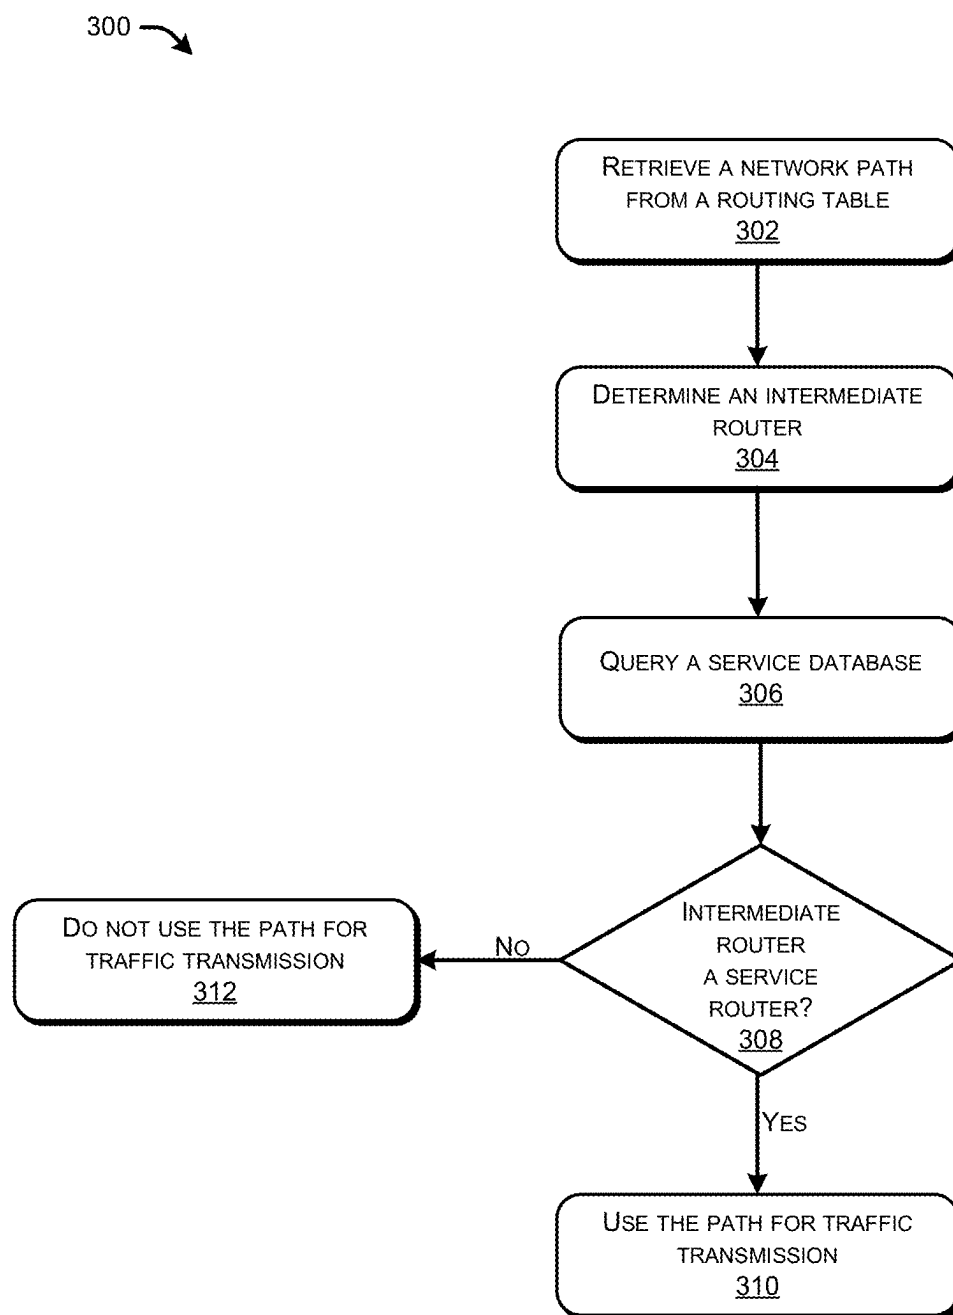 300
RETRIEVE A NETWORK PATH
FROM A ROUTING TABLE
302
DETERMINE AN INTERMEDIATE
ROUTER
304
QUERY A SERVICE DATABASE
306
INTERMEDIATE
ROUTER
A SERVICE
ROUTER?
308
NO
DO NOT USE THE PATH FOR
TRAFFIC TRANSMISSION
312
YES
USE THE PATH FOR TRAFFIC
TRANSMISSION
310